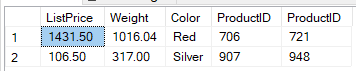 ListPrice Weight Color ProductID ProductID
1 1431.50 1016.04 Red 706 721
2 106.50 317.00 Silver 907 948